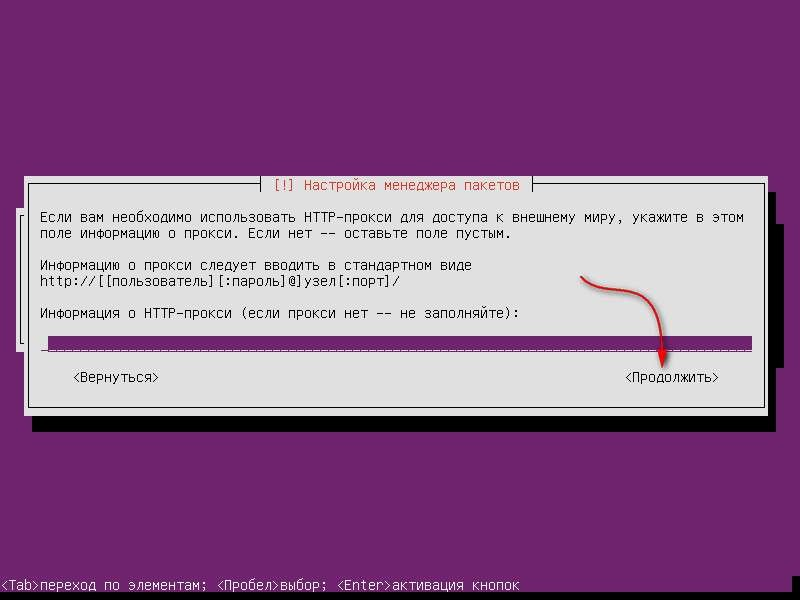 [!] Настройка менеджера пакетов
Если вам необходимо использовать HTTP-прокси для доступа к внешнему миру, укажите в этом
поле информацию о прокси. Если нет -- оставьте поле пустым.
Информацию о прокси следует вводить в стандартном виде
http://[[пользователь][:пароль]@]узел[:порт]/
Информация о HTTP-прокси (если прокси нет -- не заполняйте):
<Вернуться> <Продолжить>
<Tab>переход по элементам; <Пробел>выбор; <Enter>активация кнопок